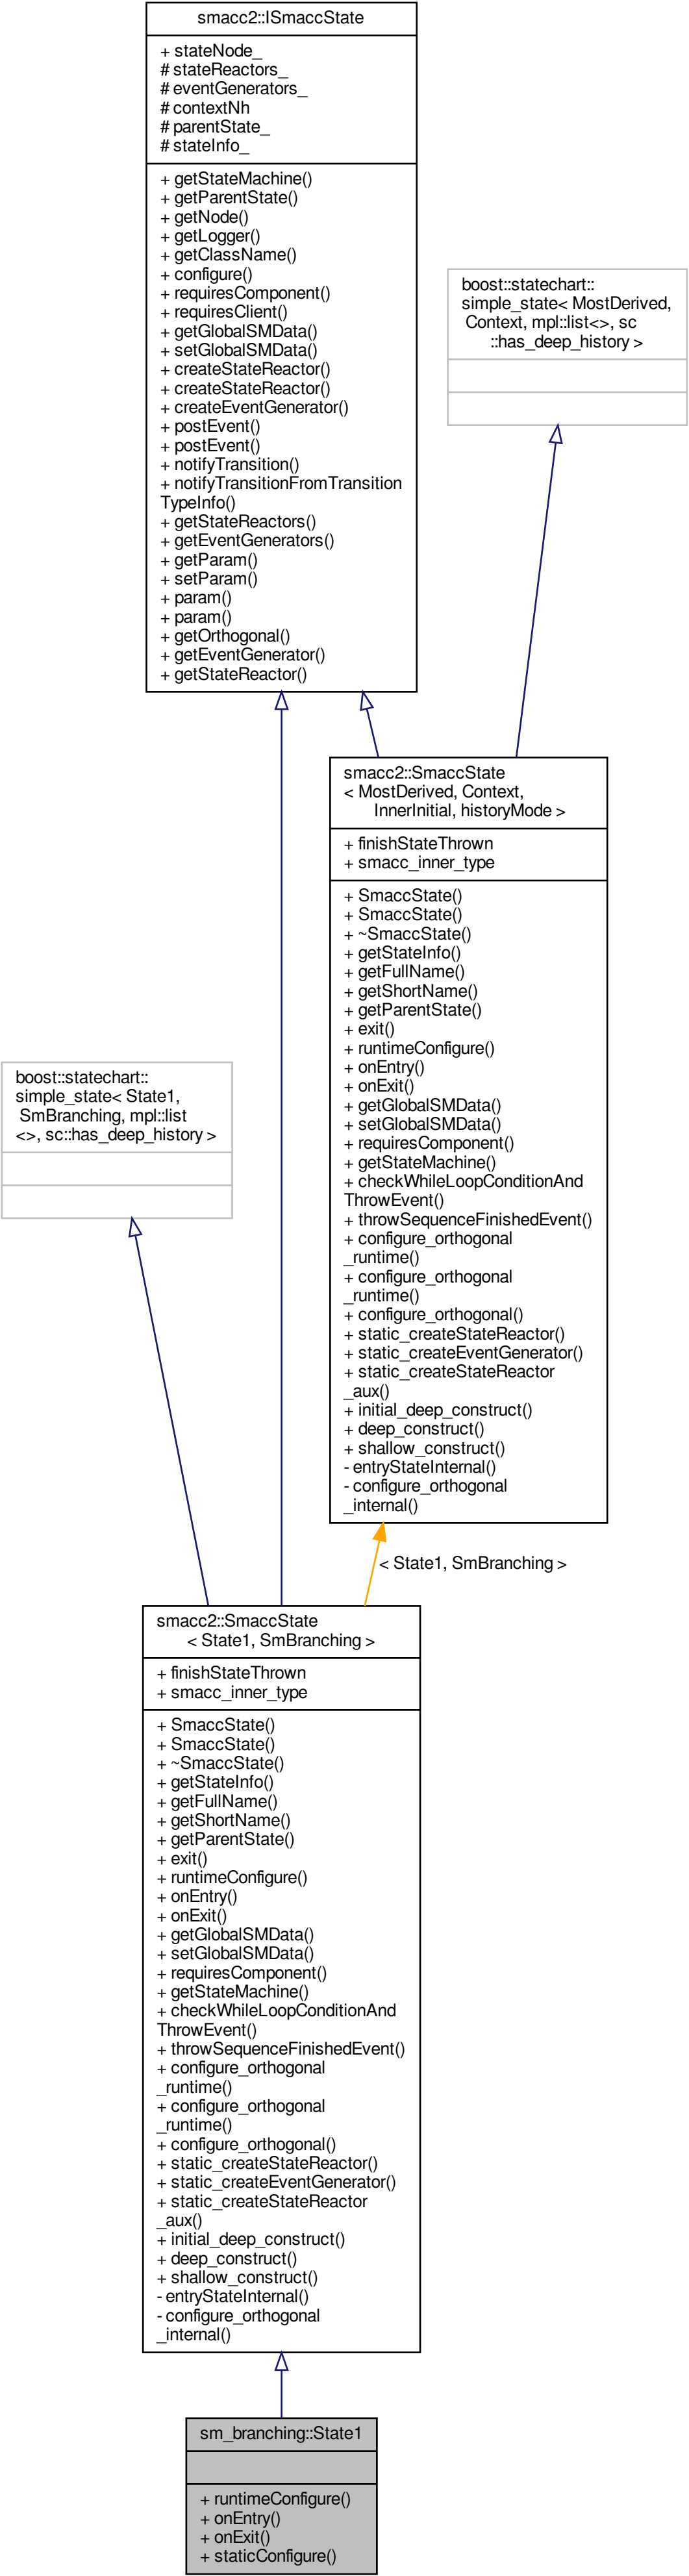 smacc2::ISmaccState
+ stateNode_
# stateReactors_
# eventGenerators_
# contextNh
# parentState_
# stateInfo_
+ getStateMachine()
+ getParentState()
+ getNode()
+ getLogger()
+ getClassName()
+ configure()
+ requiresComponent()
+ requiresClient()
+ getGlobalSMData()
+ setGlobalSMData()
+ createStateReactor()
+ createStateReactor()
+ createEventGenerator()
+ postEvent()
+ postEvent()
+ notifyTransition()
+ notifyTransitionFromTransition
TypeInfo()
+ getStateReactors()
+ getEventGenerators()
+ getParam()
+ setParam()
+ param()
+ param()
+ getOrthogonal()
+ getEventGenerator()
+ getStateReactor()
boost::statechart::
simple_state< MostDerived,
Context, mpl::list<>, sc
::has_deep_history >
smacc2::SmaccState
< MostDerived, Context,
InnerInitial, historyMode >
+ finishStateThrown
+ smacc_inner_type
+ SmaccState()
+ SmaccState()
+ ~SmaccState()
+ getStateInfo()
+ getFullName()
+ getShortName()
+ getParentState()
+ exit()
+ runtimeConfigure()
+ onEntry()
+ onExit()
+ getGlobalSMData()
+ setGlobalSMData()
+ requiresComponent()
+ getStateMachine()
+ checkWhileLoopConditionAnd
ThrowEvent()
+ throwSequenceFinishedEvent()
+ configure_orthogonal
_runtime()
+ configure_orthogonal
_runtime()
+ configure_orthogonal()
+ static_createStateReactor()
+ static_createEventGenerator()
+ static_createStateReactor
_aux()
+ initial_deep_construct()
+ deep_construct()
+ shallow_construct()
- entryStateInternal()
- configure_orthogonal
_internal()
boost::statechart::
simple_state< State1,
SmBranching, mpl::list
<>, sc::has_deep_history >
< State1, SmBranching >
smacc2::SmaccState
< State1, SmBranching >
+ finishStateThrown
+ smacc_inner_type
+ SmaccState()
+ SmaccState()
+ ~SmaccState()
+ getStateInfo()
+ getFullName()
+ getShortName()
+ getParentState()
+ exit()
+ runtimeConfigure()
+ onEntry()
+ onExit()
+ getGlobalSMData()
+ setGlobalSMData()
+ requiresComponent()
+ getStateMachine()
+ checkWhileLoopConditionAnd
ThrowEvent()
+ throwSequenceFinishedEvent()
+ configure_orthogonal
_runtime()
+ configure_orthogonal
_runtime()
+ configure_orthogonal()
+ static_createStateReactor()
+ static_createEventGenerator()
+ static_createStateReactor
_aux()
+ initial_deep_construct()
+ deep_construct()
+ shallow_construct()
- entryStateInternal()
- configure_orthogonal
_internal()
sm_branching::State1
+ runtimeConfigure()
+ onEntry()
+ onExit()
+ staticConfigure()